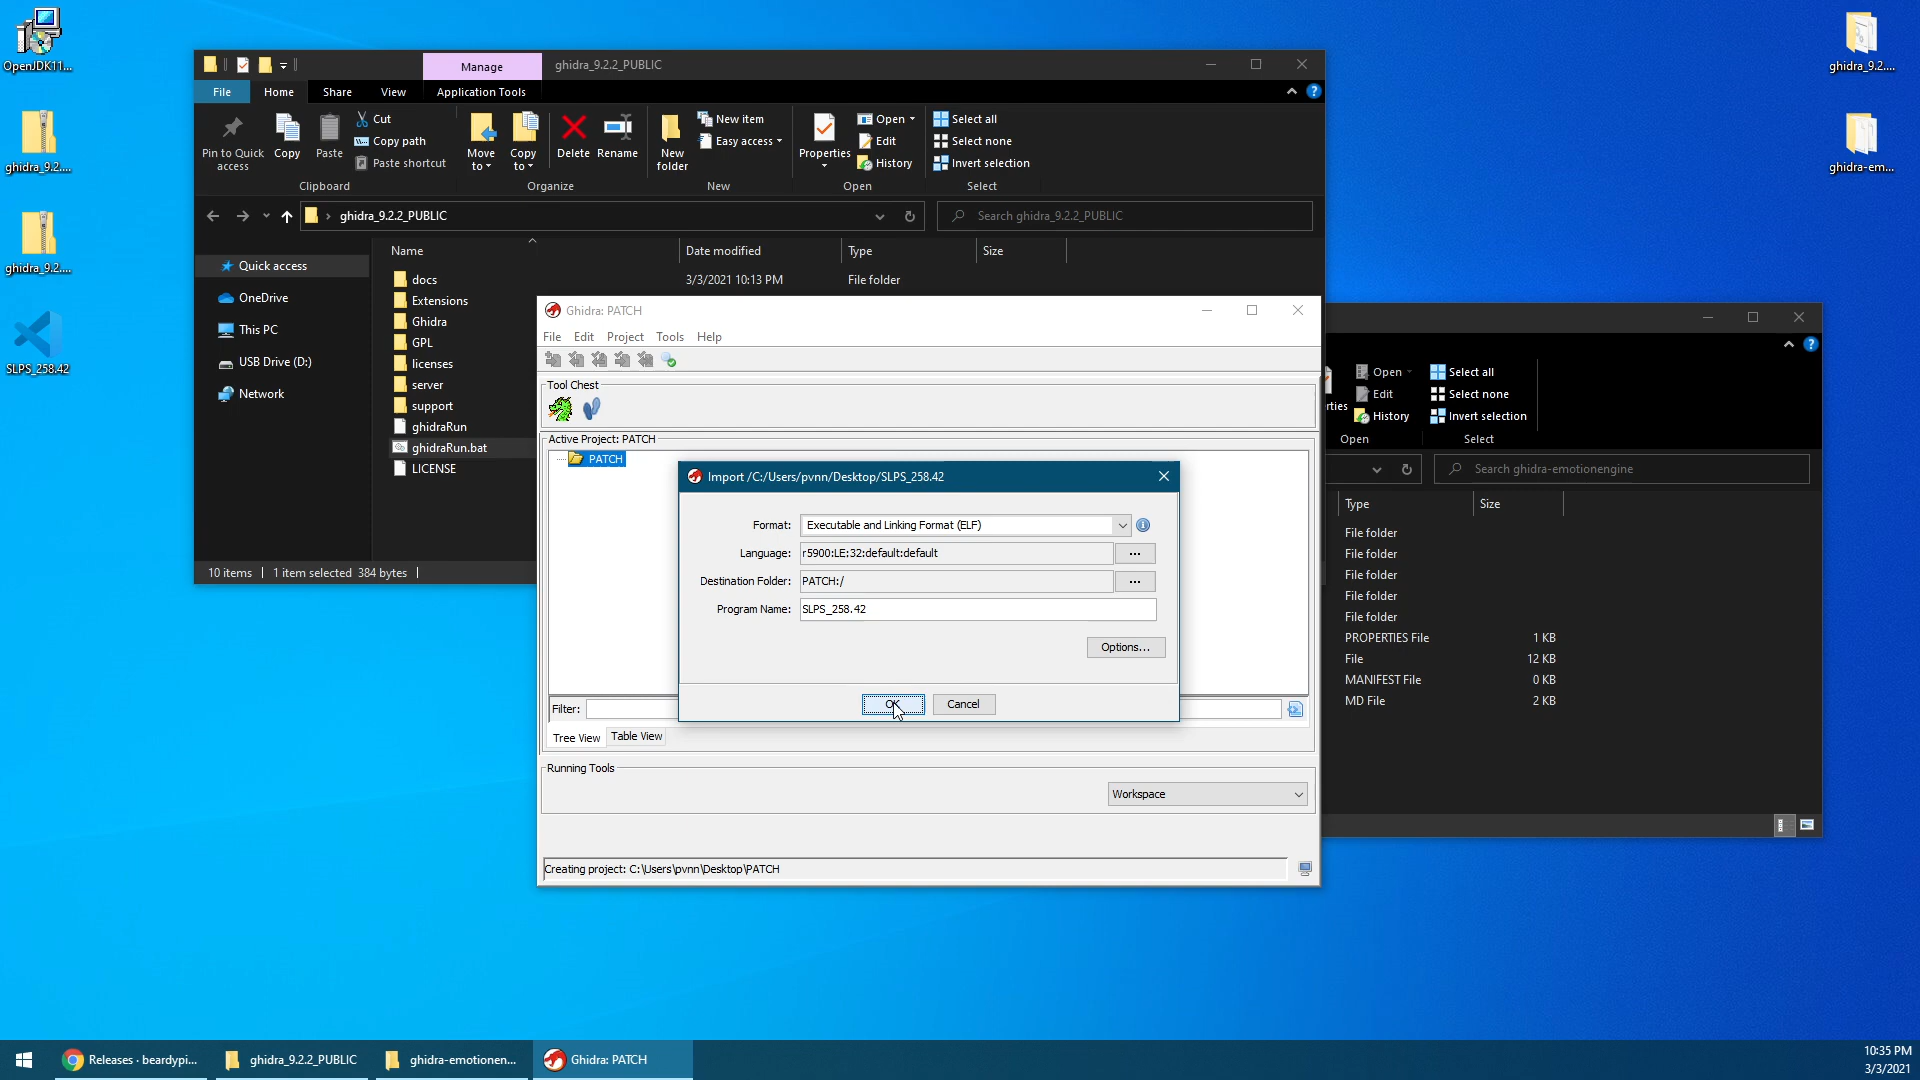 OpenJDK11...
ghidra_9.2....
ghidra_9.2....
SLPS_258.42
ghidra_9.2....
ghidra-em...
Manage
ghidra_9.2.2_PUBLIC
File
Home
Share
View
Application Tools
Pin to Quick access
Copy
Paste
Cut
Copy path
Paste shortcut
Clipboard
Move to
Copy to
Delete
Rename
Organize
New folder
New item
Easy access
New
Properties
Open
Edit
History
Open
Select all
Select none
Invert selection
Select
ghidra_9.2.2_PUBLIC
Search ghidra_9.2.2_PUBLIC
Quick access
OneDrive
This PC
USB Drive (D:)
Network
Name
Date modified
Type
Size
docs
3/3/2021 10:13 PM
File folder
Extensions
Ghidra
GPL
licenses
server
support
ghidraRun
ghidraRun.bat
LICENSE
10 items
1 item selected 384 bytes
Ghidra: PATCH
File
Edit
Project
Tools
Help
Tool Chest
Active Project: PATCH
PATCH
Import /C:/Users/pvnn/Desktop/SLPS_258.42
Format:
Executable and Linking Format (ELF)
Language:
r5900:LE:32:default:default
...
Destination Folder:
PATCH:/
...
Program Name:
SLPS_258.42
Options...
OK
Cancel
Filter:
Tree View
Table View
Running Tools
Workspace
Creating project: C:\Users\pvnn\Desktop\PATCH
rties
Open
Edit
History
Open
Select all
Select none
Invert selection
Select
Search ghidra-emotionengine
Type
Size
File folder
File folder
File folder
File folder
File folder
PROPERTIES File
1 KB
File
12 KB
MANIFEST File
0 KB
MD File
2 KB
Releases · beardypi...
ghidra_9.2.2_PUBLIC
ghidra-emotionen...
Ghidra: PATCH
10:35 PM
3/3/2021